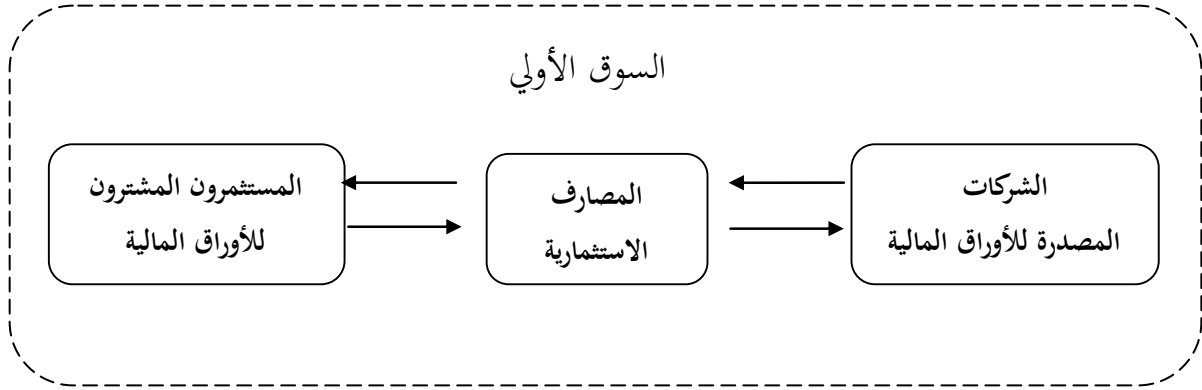 السوق الأولي
الشركات
المصدرة للأوراق المالية
المصارف
الاستثمارية
المستثمرون المشترون
للأوراق المالية